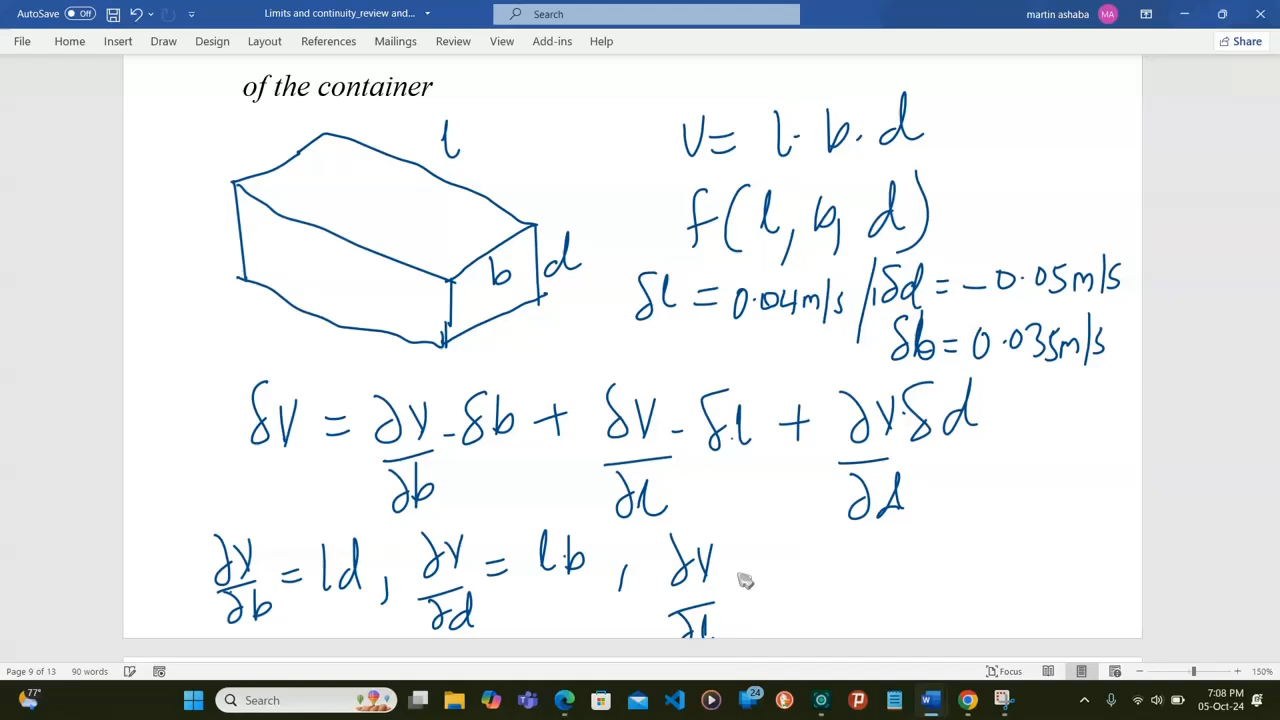 AutoSave Off Limits and continuity_review and... Search martin ashaba MA
File Home Insert Draw Design Layout References Mailings Review View Add-ins Help Share
of the container
l
b
d
V= l· b· d
f(l, b, d)
δl = 0.04m/s / δd = -0.05m/s
δb = 0.035m/s
δV = ∂V/∂b · δb + δV/∂l · δl + ∂V/∂d · δd
∂V/∂b = ld, ∂V/∂d = lb, ∂V/∂l
Page 9 of 13 90 words Focus 150%
77° Search 24 7:08 PM
05-Oct-24